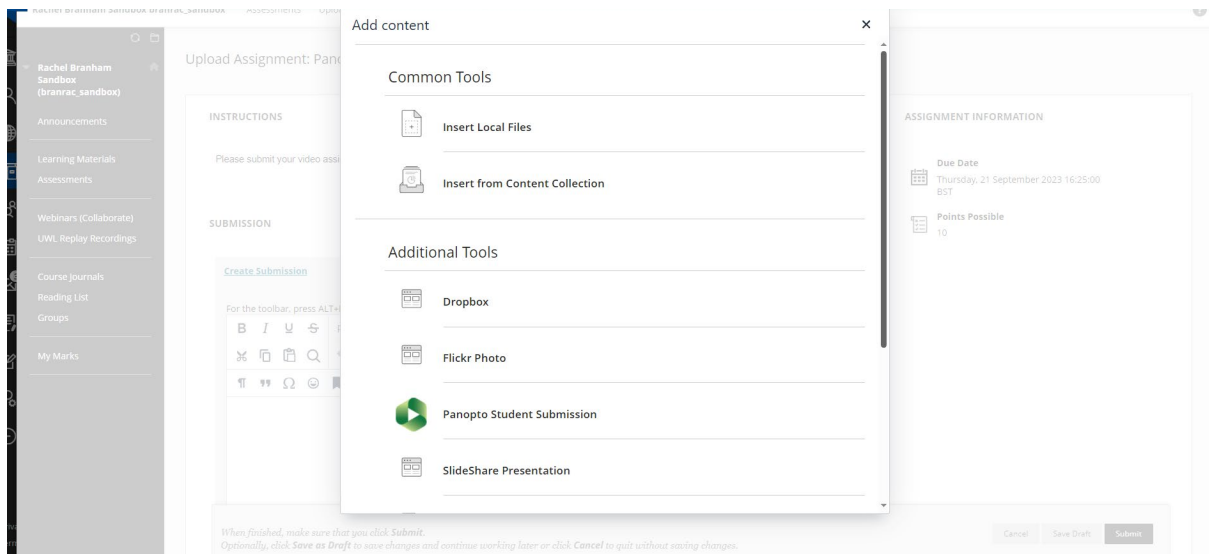 Rachel Branham Sandbox branrac_sandbox Assessments
Add content
Upload Assignment:
Rachel Branham
Sandbox
(branrac_sandbox)
Announcements
Learning Materials
Assessments
Webinars (Collaborate)
UWL Replay Recordings
Course Journals
Reading List
Groups
My Marks
INSTRUCTIONS
Please submit your video
SUBMISSION
Create Submission
For the toolbar, press
Common Tools
Insert Local Files
Insert from Content Collection
Additional Tools
Dropbox
Flickr Photo
Panopto Student Submission
SlideShare Presentation
ASSIGNMENT INFORMATION
Due Date
Thursday, 21 September 2023 16:25:00
BST
Points Possible
10
When finished, make sure that you click Submit.
Optionally, click Save as Draft to save changes and continue working later or click Cancel to quit without saving changes.
Cancel Save Draft Submit